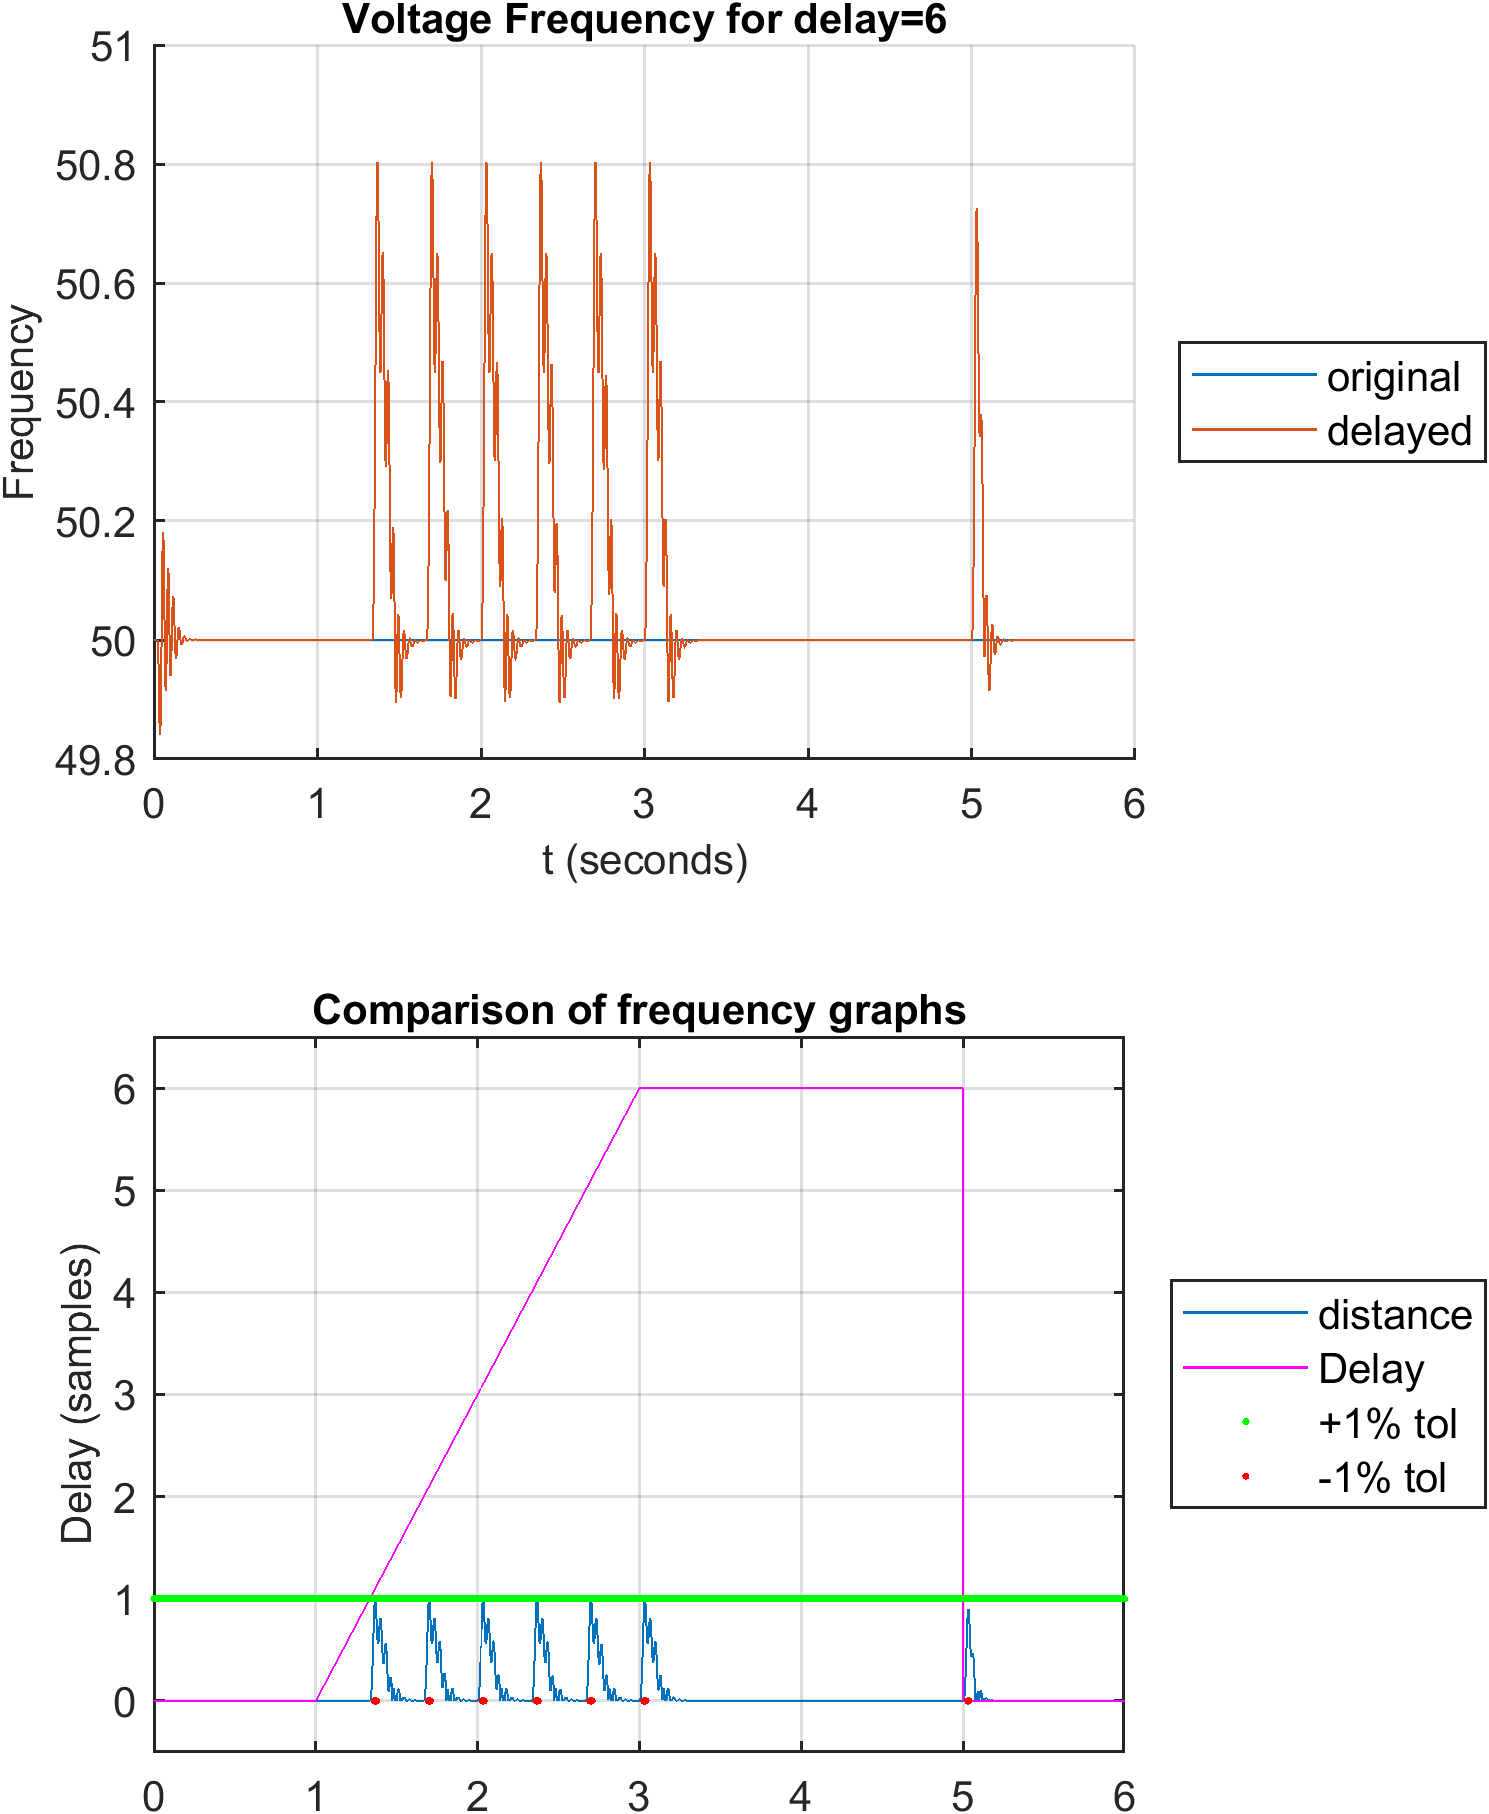 Voltage Frequency for delay=6
51
50.8
50.6
50.4
50.2
50
49.8
Frequency
0 1 2 3 4 5 6
t (seconds)
original
delayed
Comparison of frequency graphs
6
5
4
3
2
1
0
Delay (samples)
0 1 2 3 4 5 6
distance
Delay
+1% tol
-1% tol